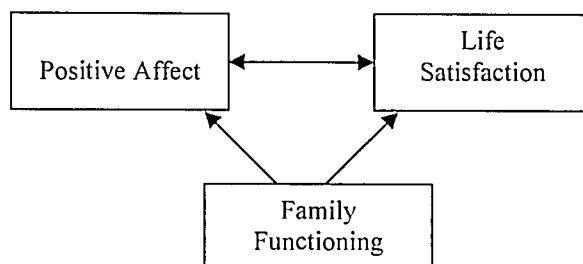 Positive Affect
Life
Satisfaction
Family
Functioning